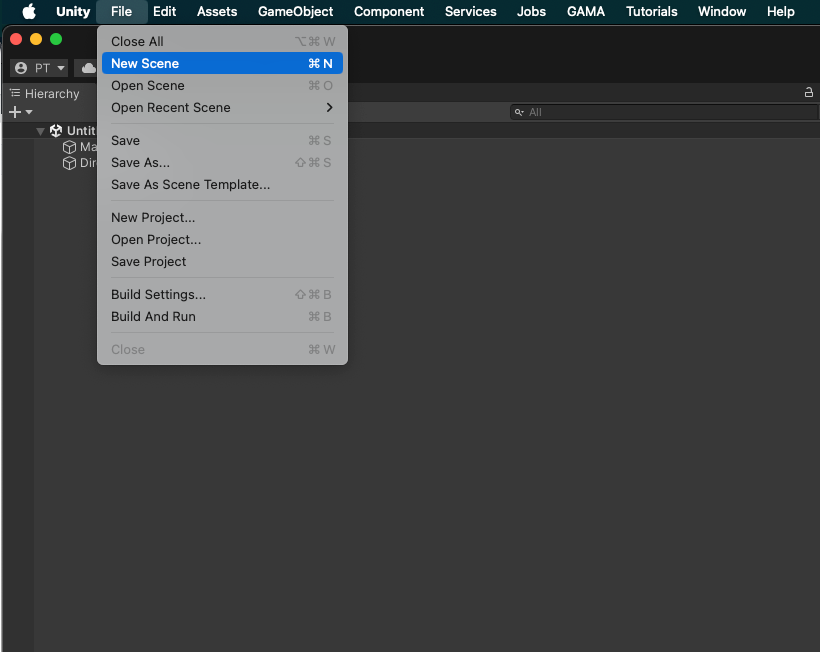 Unity File Edit Assets GameObject Component Services Jobs GAMA Tutorials Window Help
PT
Hierarchy
All
Untit
Ma
Dir
Close All ⌥⌘W
New Scene ⌘N
Open Scene ⌘O
Open Recent Scene
Save ⌘S
Save As... ⇧⌘S
Save As Scene Template...
New Project...
Open Project...
Save Project
Build Settings... ⇧⌘B
Build And Run ⌘B
Close ⌘W